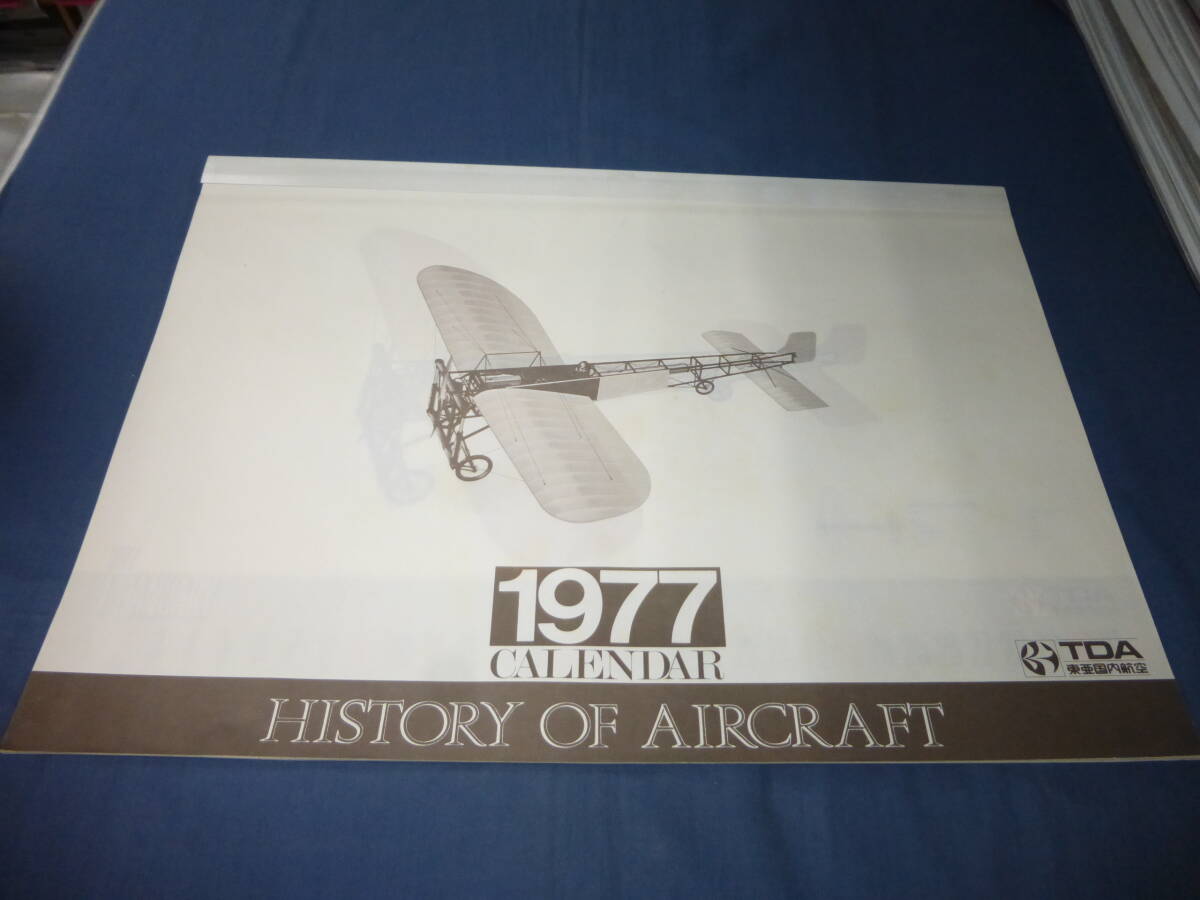 1977
CALENDAR
TDA
東亜国内航空
HISTORY OF AIRCRAFT